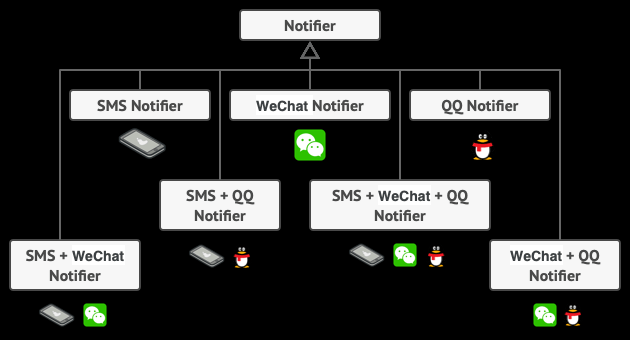 Notifier
SMS Notifier
WeChat Notifier
QQ Notifier
SMS + QQ
Notifier
SMS + WeChat + QQ
Notifier
SMS + WeChat
Notifier
WeChat + QQ
Notifier